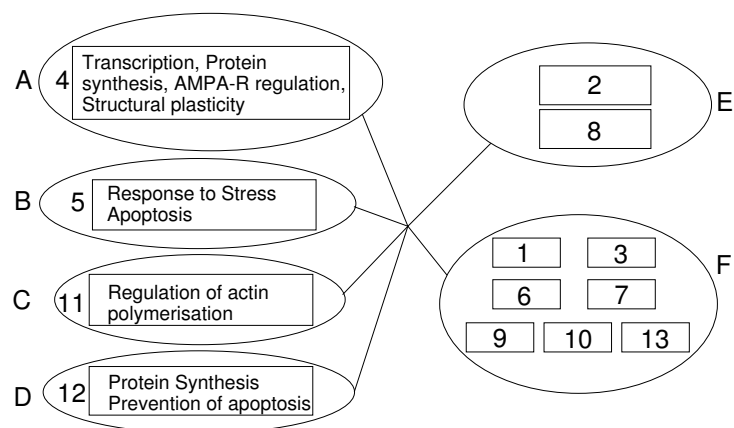 A
4
Transcription, Protein
synthesis, AMPA-R regulation,
Structural plasticity
B
5
Response to Stress
Apoptosis
C
11
Regulation of actin
polymerisation
D
12
Protein Synthesis
Prevention of apoptosis
E
2
8
F
1 3
6 7
9 10 13